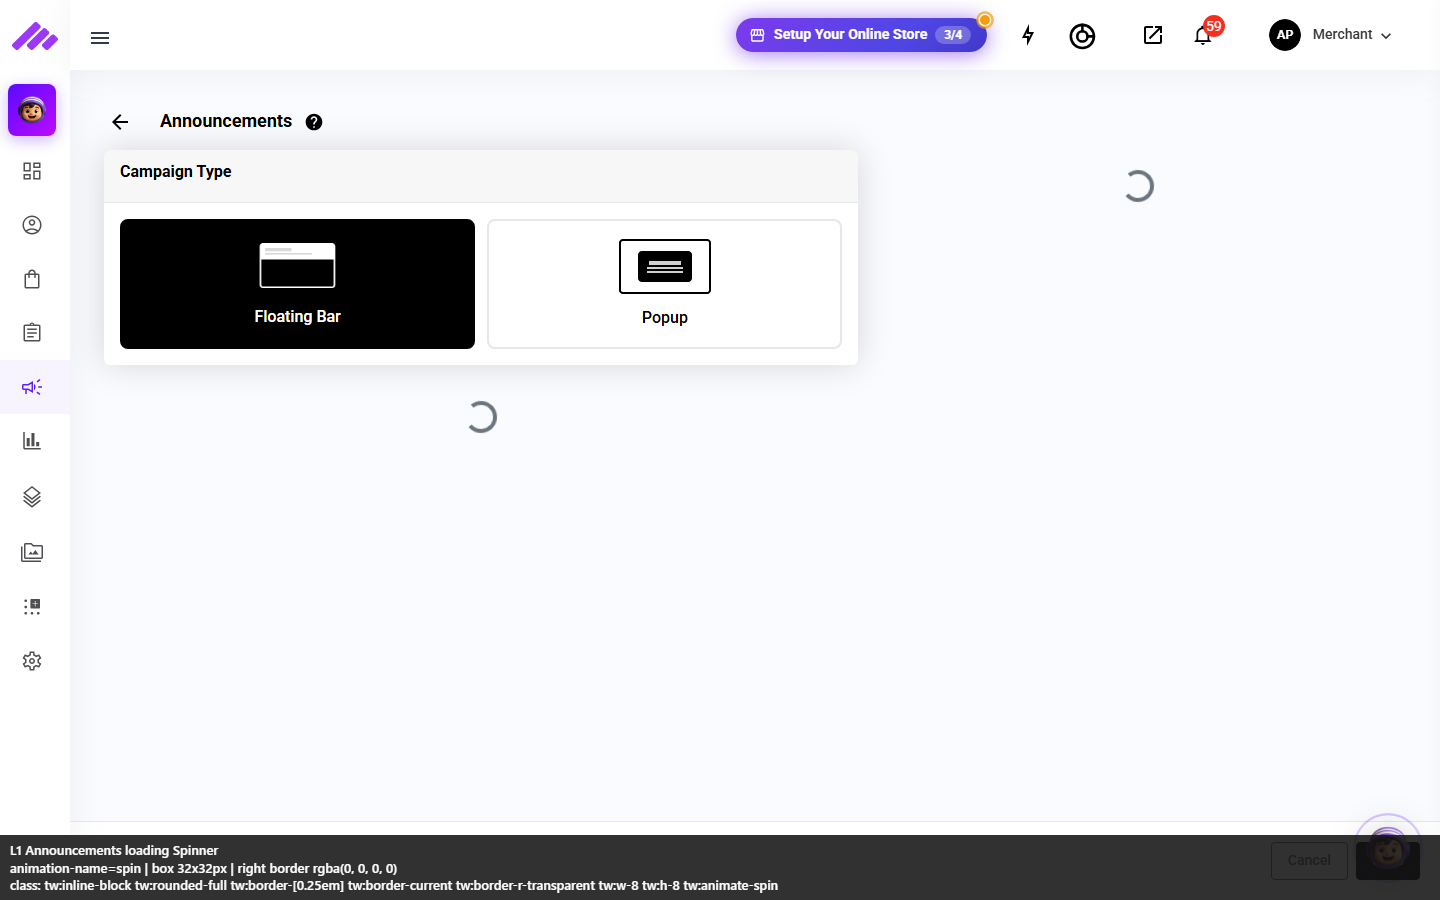 Setup Your Online Store 3/4
59
AP
Merchant
Announcements
Campaign Type
Floating Bar
Popup
Cancel
L1 Announcements loading Spinner
animation-name=spin | box 32x32px | right border rgba(0, 0, 0, 0)
class: tw:inline-block tw:rounded-full tw:border-[0.25em] tw:border-current tw:border-r-transparent tw:w-8 tw:h-8 tw:animate-spin